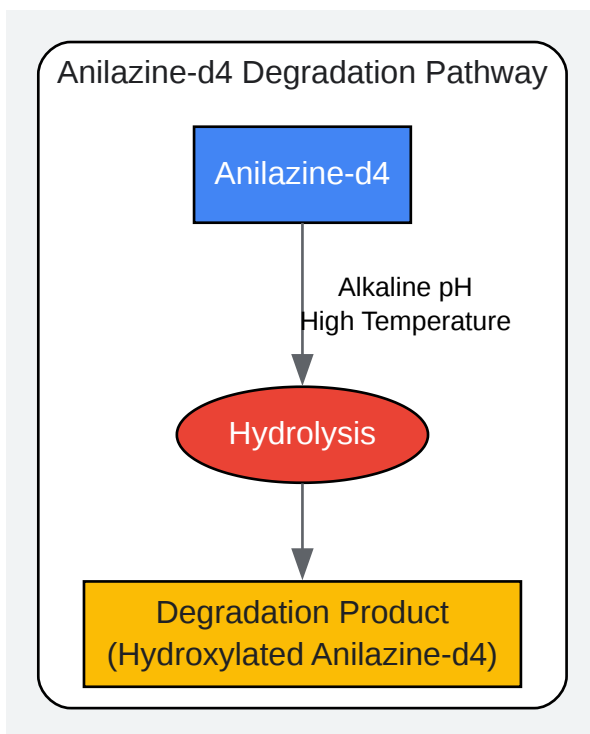 Anilazine-d4 Degradation Pathway
Anilazine-d4
Alkaline pH
High Temperature
Hydrolysis
Degradation Product
(Hydroxylated Anilazine-d4)